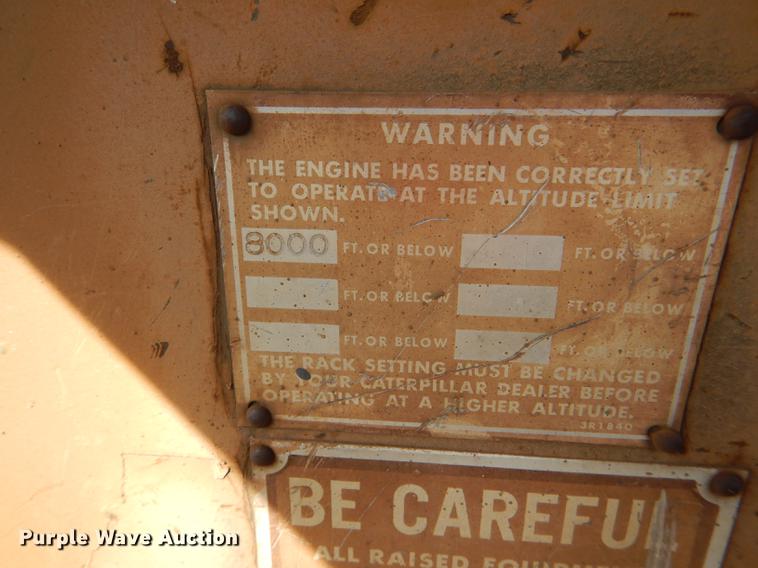 WARNING
THE ENGINE HAS BEEN CORRECTLY SET
TO OPERATE AT THE ALTITUDE LIMIT
SHOWN.
8000 FT. OR BELOW FT. OR BELOW
FT. OR BELOW FT. OR BELOW
FT. OR BELOW FT. OR BELOW
THE RACK SETTING MUST BE CHANGED
BY YOUR CATERPILLAR DEALER BEFORE
OPERATING AT A HIGHER ALTITUDE.
3R1840
BE CAREFUL
ALL RAISED
Purple Wave Auction